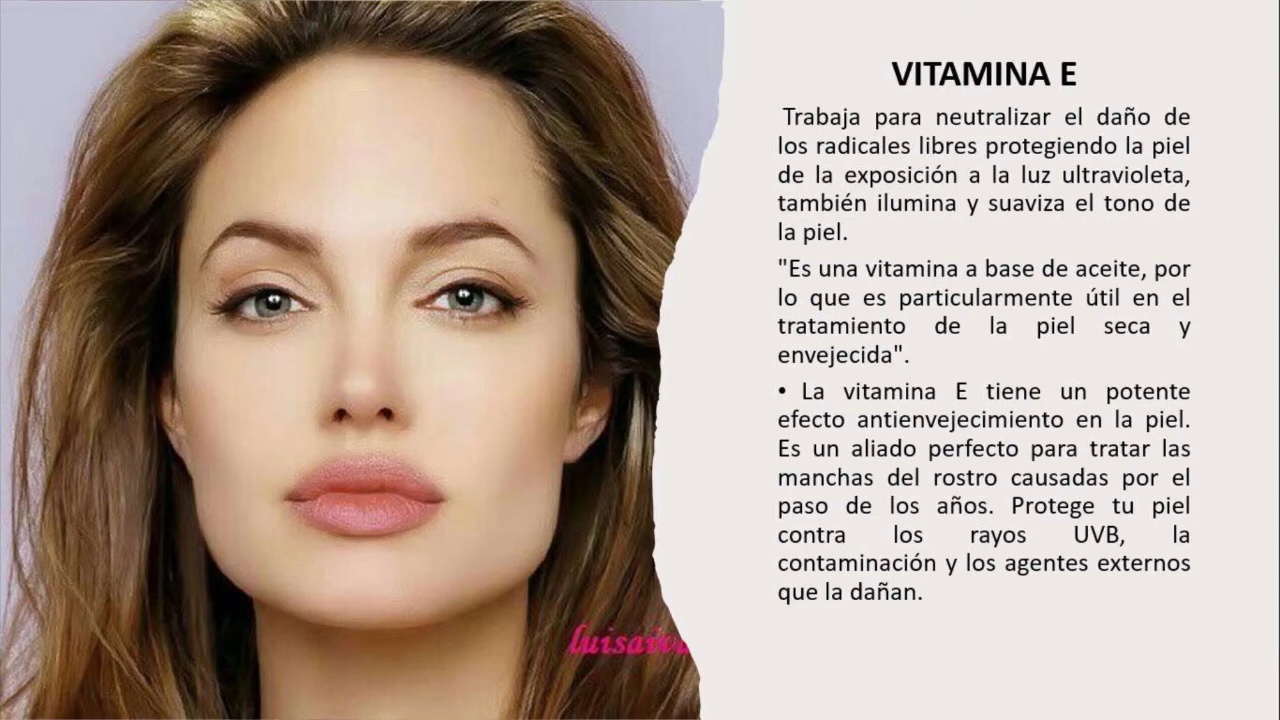 VITAMINA E
Trabaja para neutralizar el daño de
los radicales libres protegiendo la piel
de la exposición a la luz ultravioleta,
también ilumina y suaviza el tono de
la piel.
"Es una vitamina a base de aceite, por
lo que es particularmente útil en el
tratamiento de la piel seca y
envejecida".
• La vitamina E tiene un potente
efecto antienvejecimiento en la piel.
Es un aliado perfecto para tratar las
manchas del rostro causadas por el
paso de los años. Protege tu piel
contra los rayos UVB, la
contaminación y los agentes externos
que la dañan.